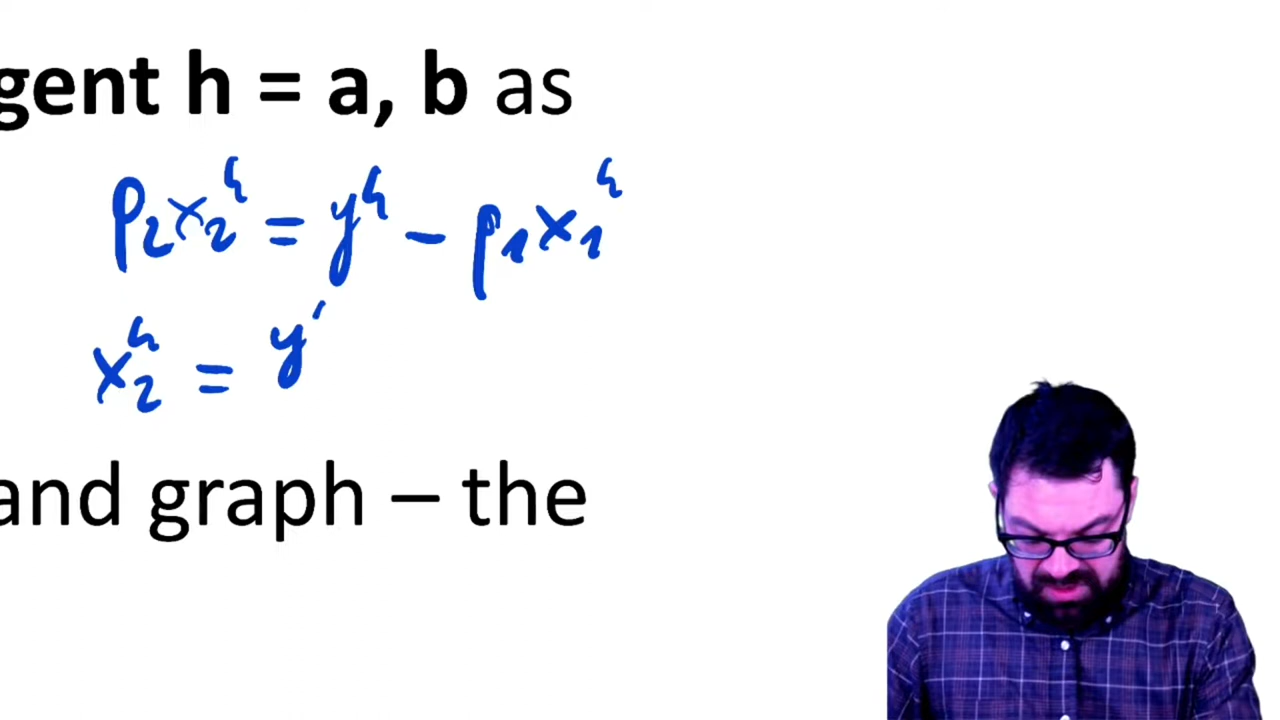 gent h = a, b as
p₂x₂ʰ = yʰ − p₁x₁ʰ
x₂ʰ = y
and graph – the